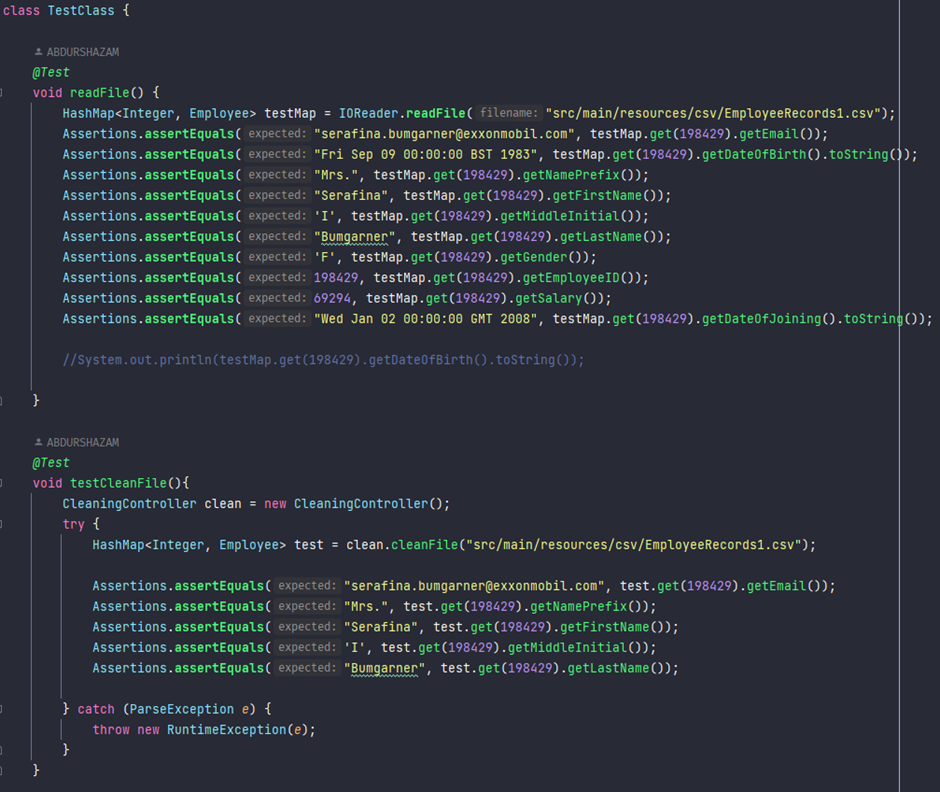 class TestClass {
ABDURSHAZAM
@Test
void readFile() {
HashMap<Integer, Employee> testMap = IOReader.readFile( filename: "src/main/resources/csv/EmployeeRecords1.csv");
Assertions.assertEquals( expected: "serafina.bumgarner@exxonmobil.com", testMap.get(198429).getEmail());
Assertions.assertEquals( expected: "Fri Sep 09 00:00:00 BST 1983", testMap.get(198429).getDateOfBirth().toString());
Assertions.assertEquals( expected: "Mrs.", testMap.get(198429).getNamePrefix());
Assertions.assertEquals( expected: "Serafina", testMap.get(198429).getFirstName());
Assertions.assertEquals( expected: 'I', testMap.get(198429).getMiddleInitial());
Assertions.assertEquals( expected: "Bumgarner", testMap.get(198429).getLastName());
Assertions.assertEquals( expected: 'F', testMap.get(198429).getGender());
Assertions.assertEquals( expected: 198429, testMap.get(198429).getEmployeeID());
Assertions.assertEquals( expected: 69294, testMap.get(198429).getSalary());
Assertions.assertEquals( expected: "Wed Jan 02 00:00:00 GMT 2008", testMap.get(198429).getDateOfJoining().toString());
//System.out.println(testMap.get(198429).getDateOfBirth().toString());
}
ABDURSHAZAM
@Test
void testCleanFile(){
CleaningController clean = new CleaningController();
try {
HashMap<Integer, Employee> test = clean.cleanFile("src/main/resources/csv/EmployeeRecords1.csv");
Assertions.assertEquals( expected: "serafina.bumgarner@exxonmobil.com", test.get(198429).getEmail());
Assertions.assertEquals( expected: "Mrs.", test.get(198429).getNamePrefix());
Assertions.assertEquals( expected: "Serafina", test.get(198429).getFirstName());
Assertions.assertEquals( expected: 'I', test.get(198429).getMiddleInitial());
Assertions.assertEquals( expected: "Bumgarner", test.get(198429).getLastName());
} catch (ParseException e) {
throw new RuntimeException(e);
}
}